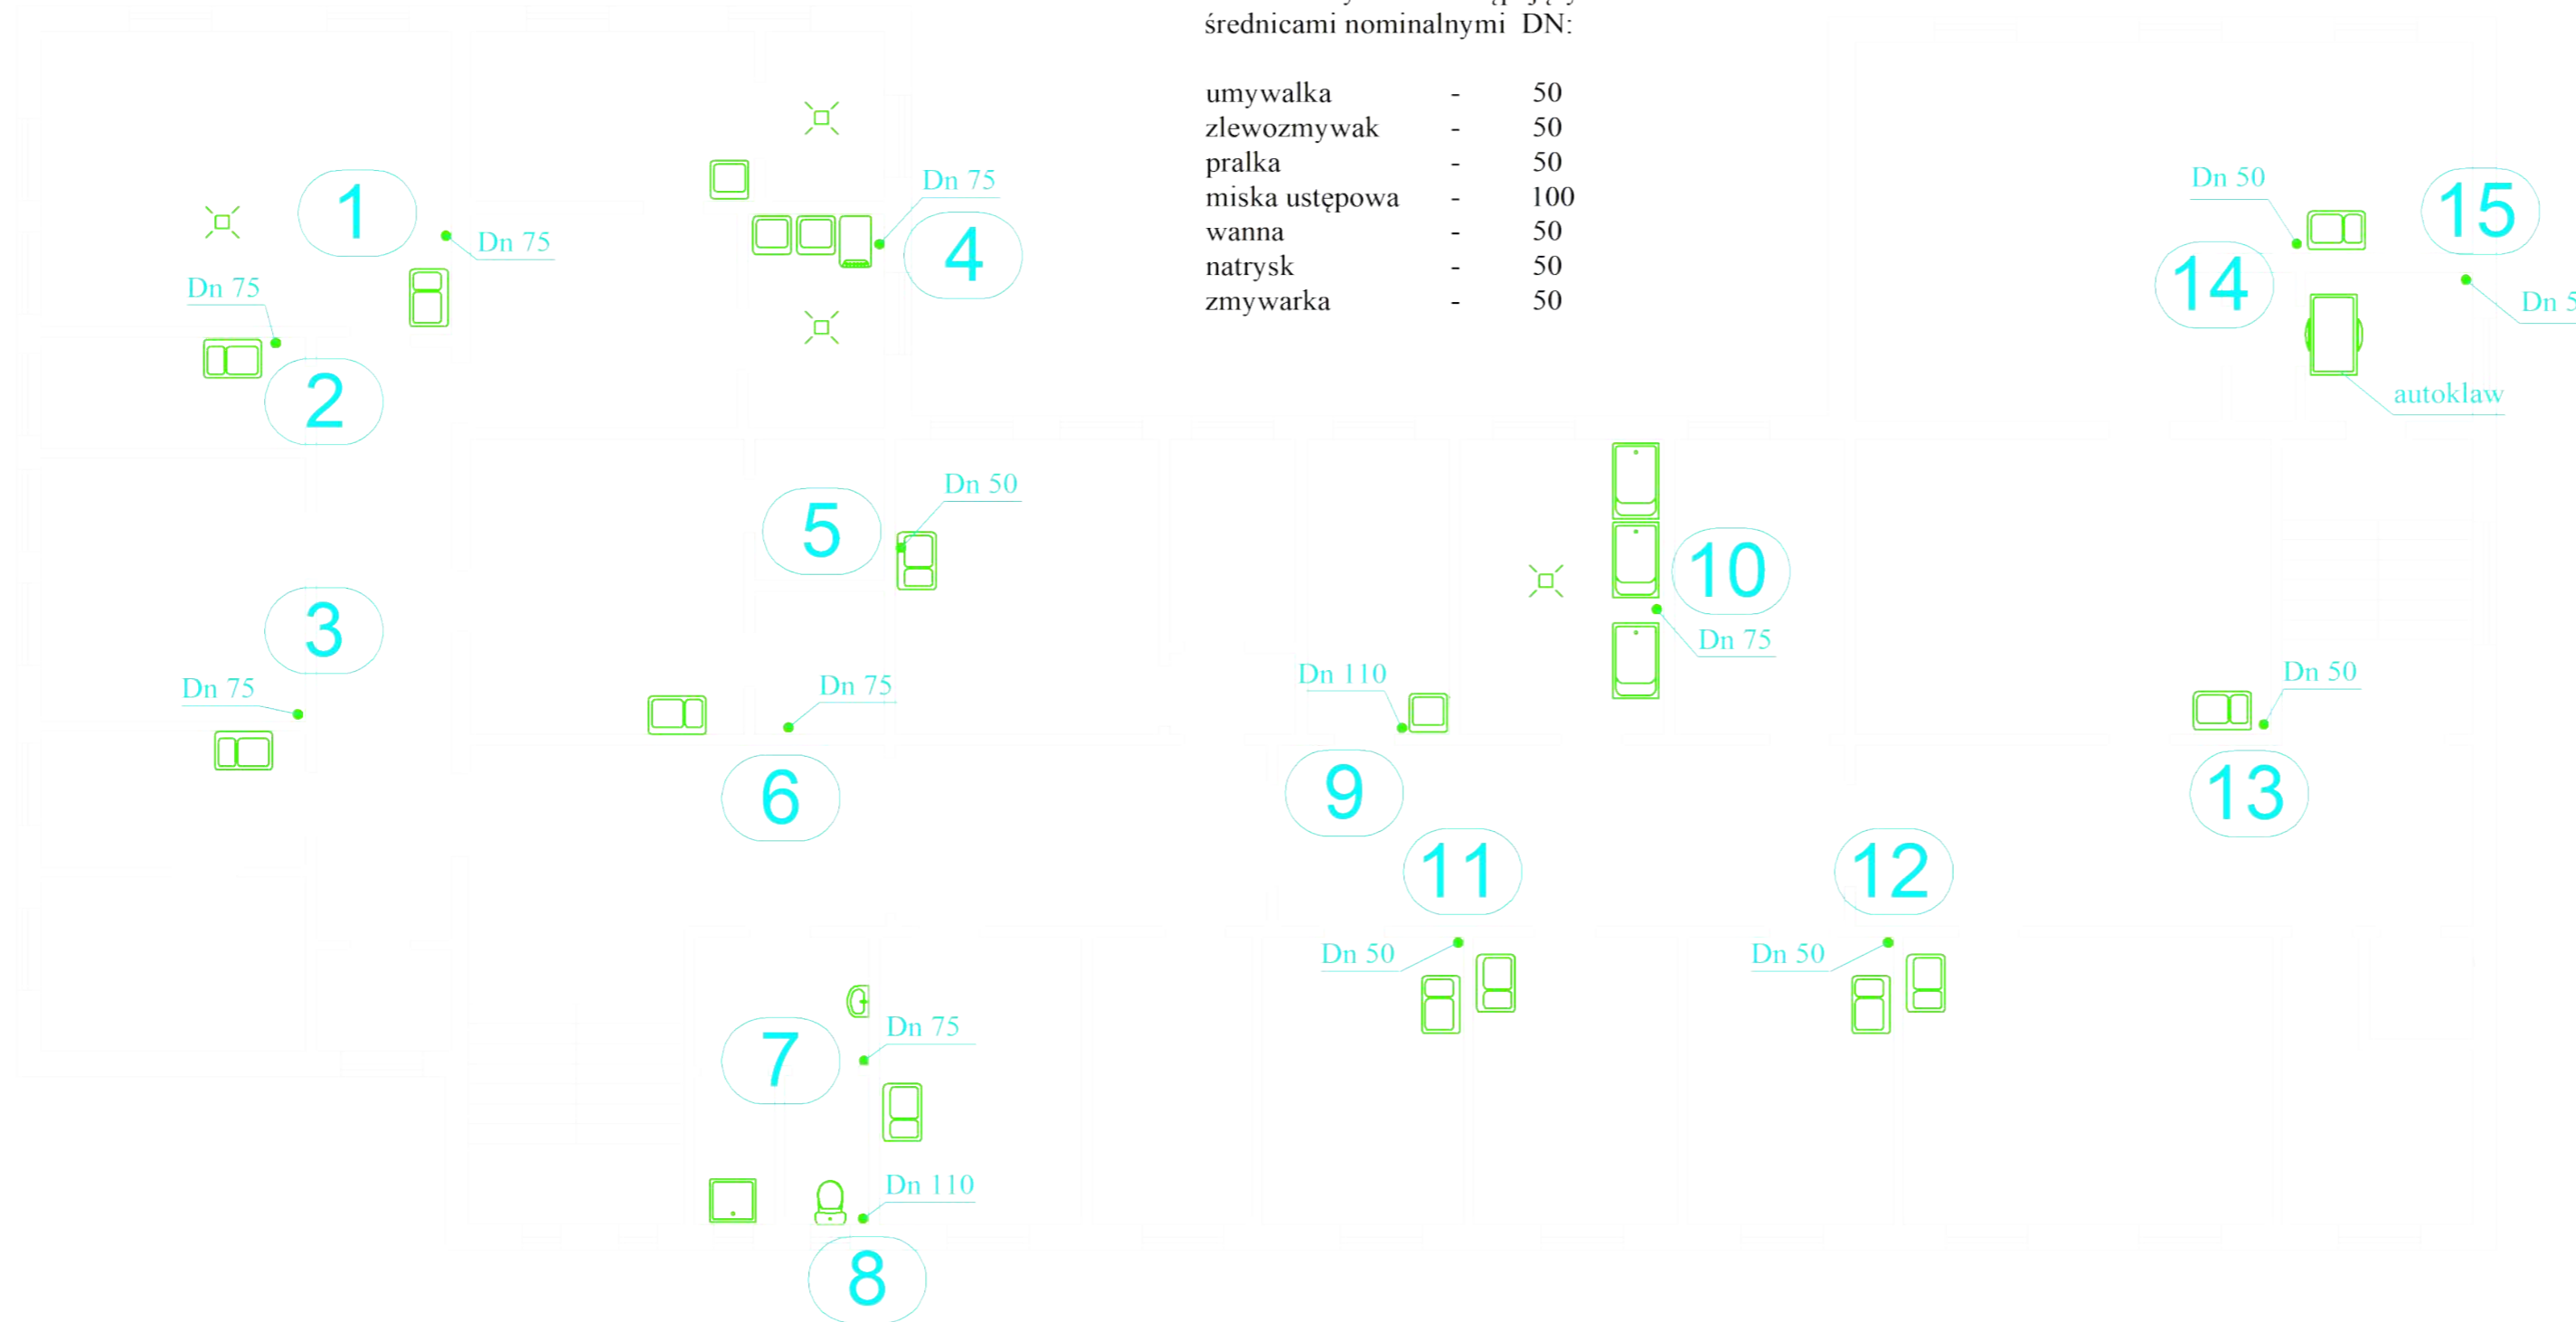 średnicami nominalnymi DN:
umywalka - 50
zlewozmywak - 50
pralka - 50
miska ustępowa - 100
wanna - 50
natrysk - 50
zmywarka - 50
1
Dn 75
Dn 75
2
3
Dn 75
Dn 75
4
5
Dn 50
Dn 75
6
7
Dn 75
Dn 110
8
Dn 110
9
10
Dn 75
11
Dn 50
12
Dn 50
Dn 50
13
Dn 50
14
15
Dn 5
autoklaw